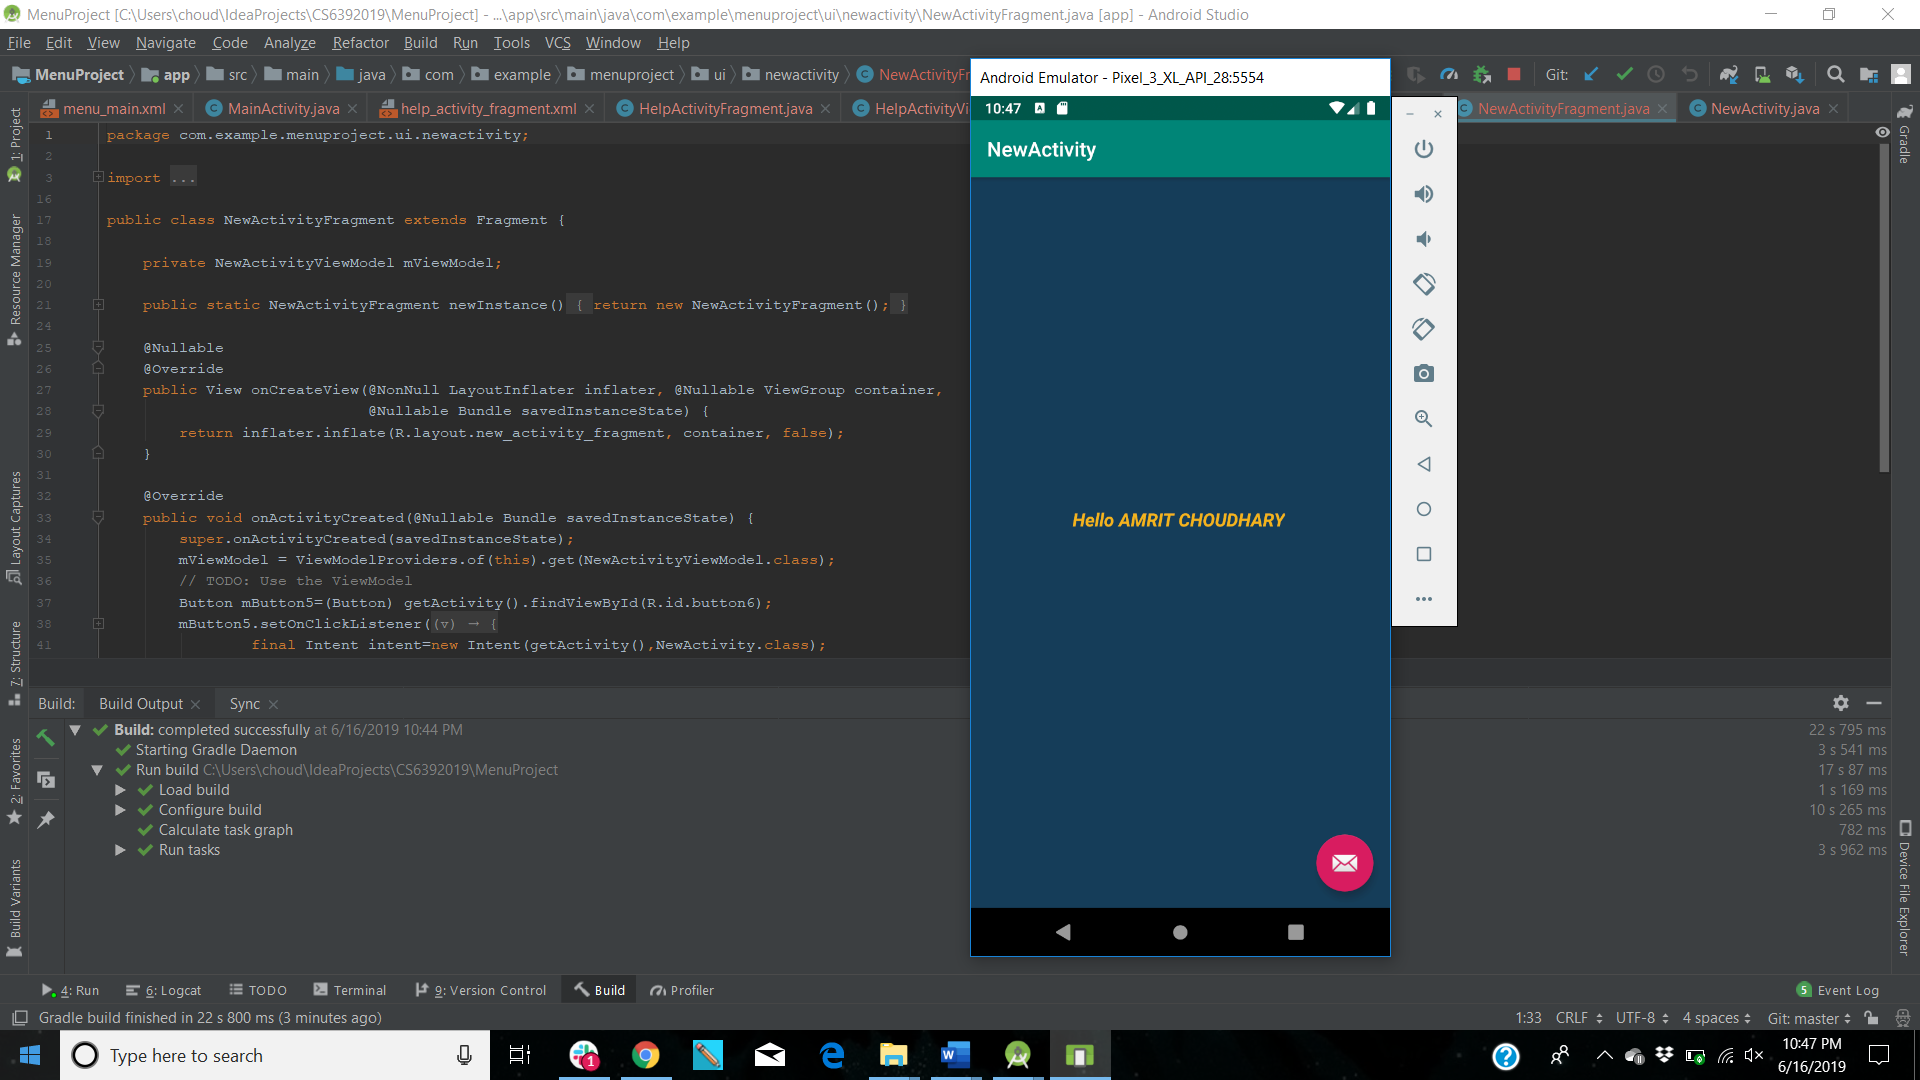 MenuProject [C:\Users\choud\IdeaProjects\CS6392019\MenuProject] - ...\app\src\main\java\com\example\menuproject\ui\newactivity\NewActivityFragment.java [app] - Android Studio
File Edit View Navigate Code Analyze Refactor Build Run Tools VCS Window Help
MenuProject app src main java com example menuproject ui newactivity NewActivityFr
Git:
menu_main.xml MainActivity.java help_activity_fragment.xml HelpActivityFragment.java HelpActivityVi NewActivityFragment.java NewActivity.java
1 package com.example.menuproject.ui.newactivity;
2
3 import ...
16
17 public class NewActivityFragment extends Fragment {
18
19 private NewActivityViewModel mViewModel;
20
21 public static NewActivityFragment newInstance() { return new NewActivityFragment(); }
24
25 @Nullable
26 @Override
27 public View onCreateView(@NonNull LayoutInflater inflater, @Nullable ViewGroup container,
28 @Nullable Bundle savedInstanceState) {
29 return inflater.inflate(R.layout.new_activity_fragment, container, false);
30 }
31
32 @Override
33 public void onActivityCreated(@Nullable Bundle savedInstanceState) {
34 super.onActivityCreated(savedInstanceState);
35 mViewModel = ViewModelProviders.of(this).get(NewActivityViewModel.class);
36 // TODO: Use the ViewModel
37 Button mButton5=(Button) getActivity().findViewById(R.id.button6);
38 mButton5.setOnClickListener((v) → {
41 final Intent intent=new Intent(getActivity(),NewActivity.class);
1: Project
Resource Manager
Layout Captures
7: Structure
2: Favorites
Build Variants
Gradle
Device File Explorer
Android Emulator - Pixel_3_XL_API_28:5554
10:47
NewActivity
Hello AMRIT CHOUDHARY
Build: Build Output Sync
Build: completed successfully at 6/16/2019 10:44 PM 22 s 795 ms
Starting Gradle Daemon 3 s 541 ms
Run build C:\Users\choud\IdeaProjects\CS6392019\MenuProject 17 s 87 ms
Load build 1 s 169 ms
Configure build 10 s 265 ms
Calculate task graph 782 ms
Run tasks 3 s 962 ms
4: Run 6: Logcat TODO Terminal 9: Version Control Build Profiler 5 Event Log
Gradle build finished in 22 s 800 ms (3 minutes ago) 1:33 CRLF UTF-8 4 spaces Git: master
Type here to search
1
10:47 PM
6/16/2019